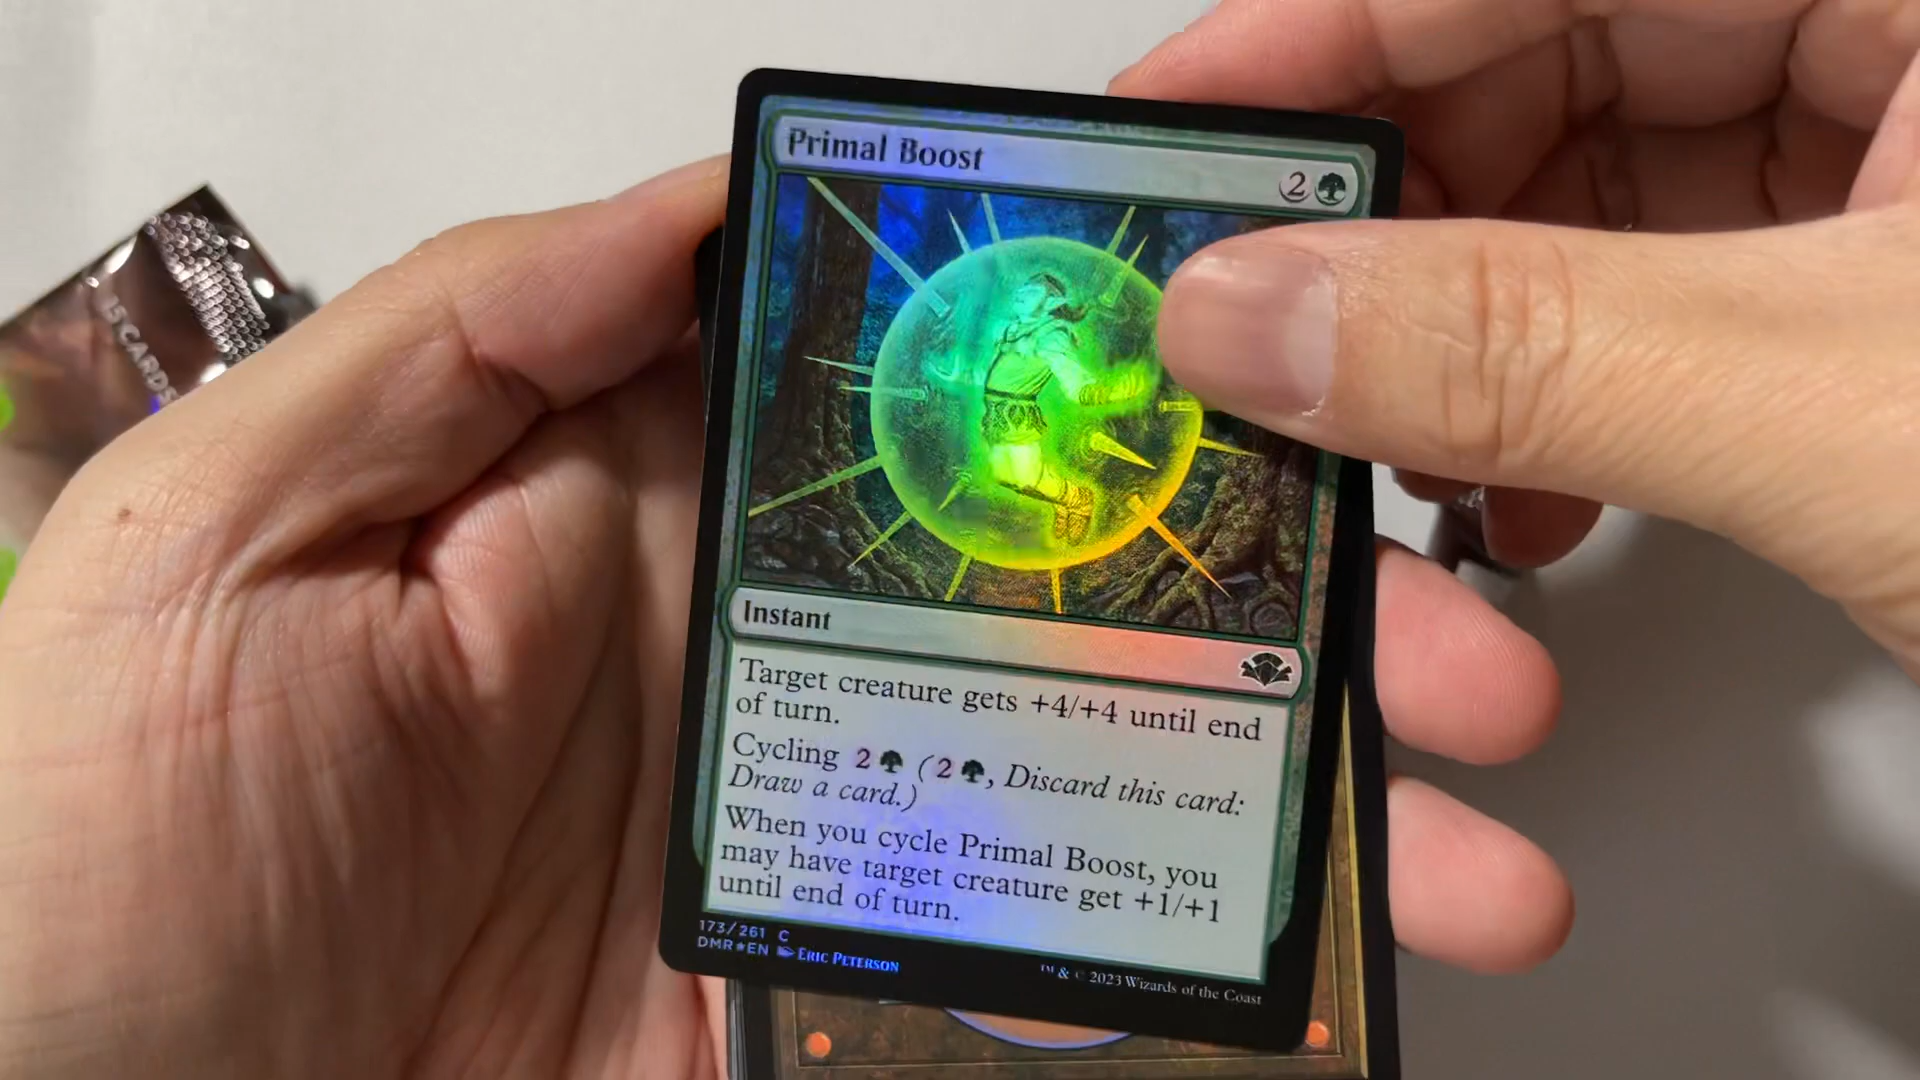 Primal Boost
2
15 CARDS
Instant
Target creature gets +4/+4 until end
of turn.
Cycling 2 (2, Discard this card:
Draw a card.)
When you cycle Primal Boost, you
may have target creature get +1/+1
until end of turn.
173/261 C
DMR★EN Eric Peterson
™ & © 2023 Wizards of the Coast